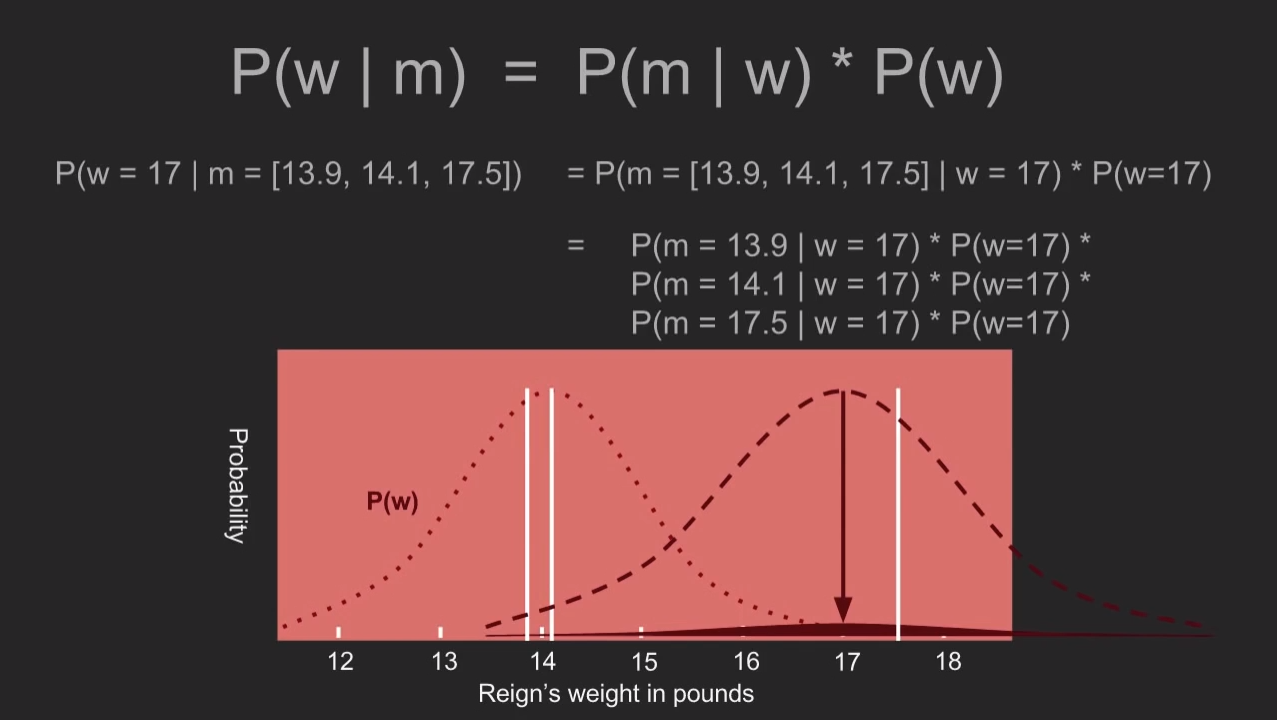 P(w | m) = P(m | w) * P(w)
P(w = 17 | m = [13.9, 14.1, 17.5]) = P(m = [13.9, 14.1, 17.5] | w = 17) * P(w=17)
= P(m = 13.9 | w = 17) * P(w=17) *
P(m = 14.1 | w = 17) * P(w=17) *
P(m = 17.5 | w = 17) * P(w=17)
Probability
P(w)
12 13 14 15 16 17 18
Reign's weight in pounds